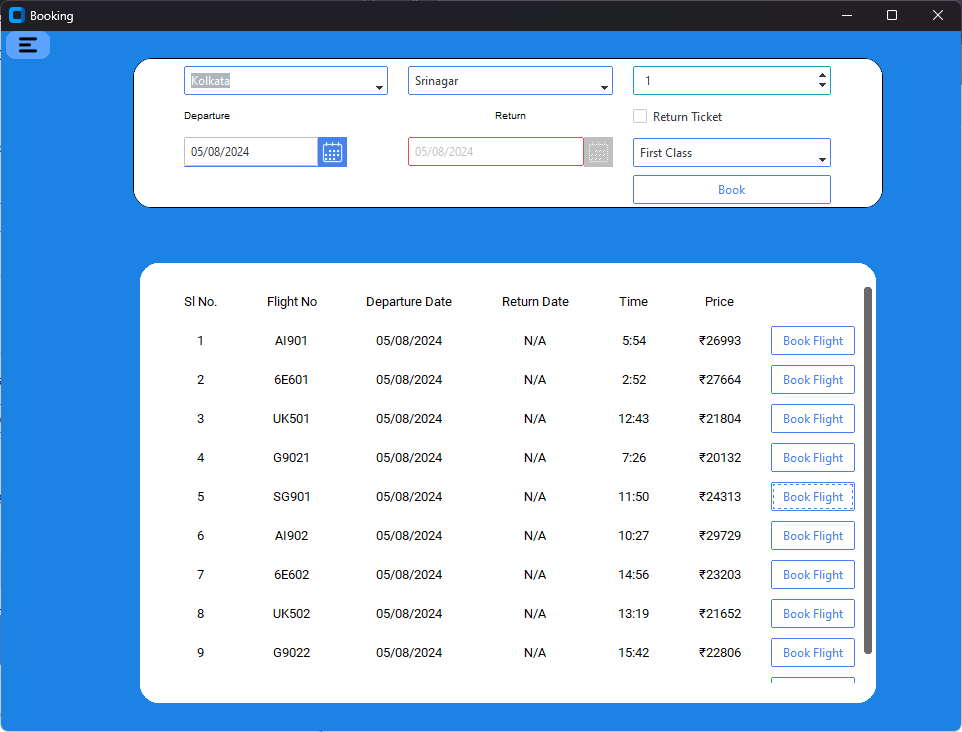 Booking
Kolkata Srinagar 1
Departure Return Return Ticket
05/08/2024 05/08/2024 First Class
Book
Sl No. Flight No Departure Date Return Date Time Price
1 AI901 05/08/2024 N/A 5:54 ₹26993 Book Flight
2 6E601 05/08/2024 N/A 2:52 ₹27664 Book Flight
3 UK501 05/08/2024 N/A 12:43 ₹21804 Book Flight
4 G9021 05/08/2024 N/A 7:26 ₹20132 Book Flight
5 SG901 05/08/2024 N/A 11:50 ₹24313 Book Flight
6 AI902 05/08/2024 N/A 10:27 ₹29729 Book Flight
7 6E602 05/08/2024 N/A 14:56 ₹23203 Book Flight
8 UK502 05/08/2024 N/A 13:19 ₹21652 Book Flight
9 G9022 05/08/2024 N/A 15:42 ₹22806 Book Flight